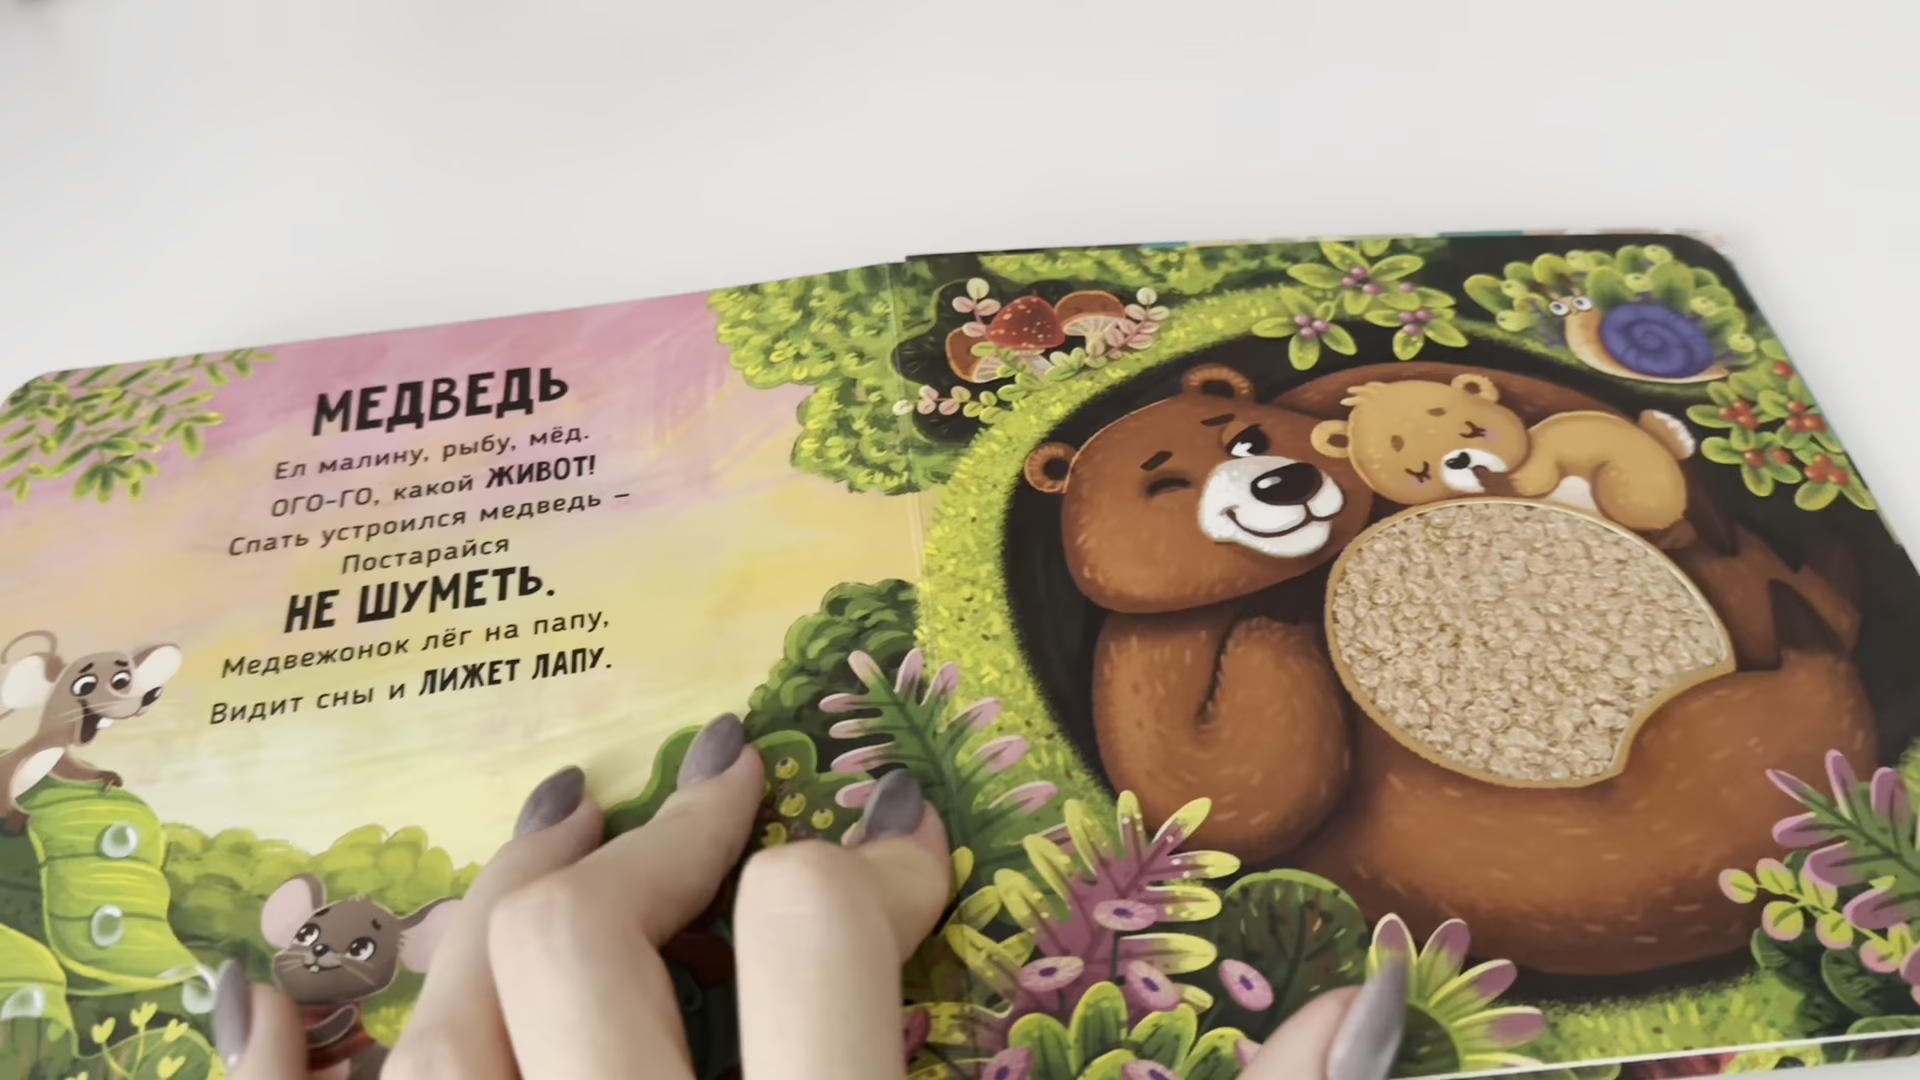 МЕДВЕДЬ
Ел малину, рыбу, мёд.
ОГО-ГО, какой ЖИВОТ!
Спать устроился медведь –
Постарайся
НЕ ШУМЕТЬ.
Медвежонок лёг на папу,
Видит сны и ЛИЖЕТ ЛАПУ.